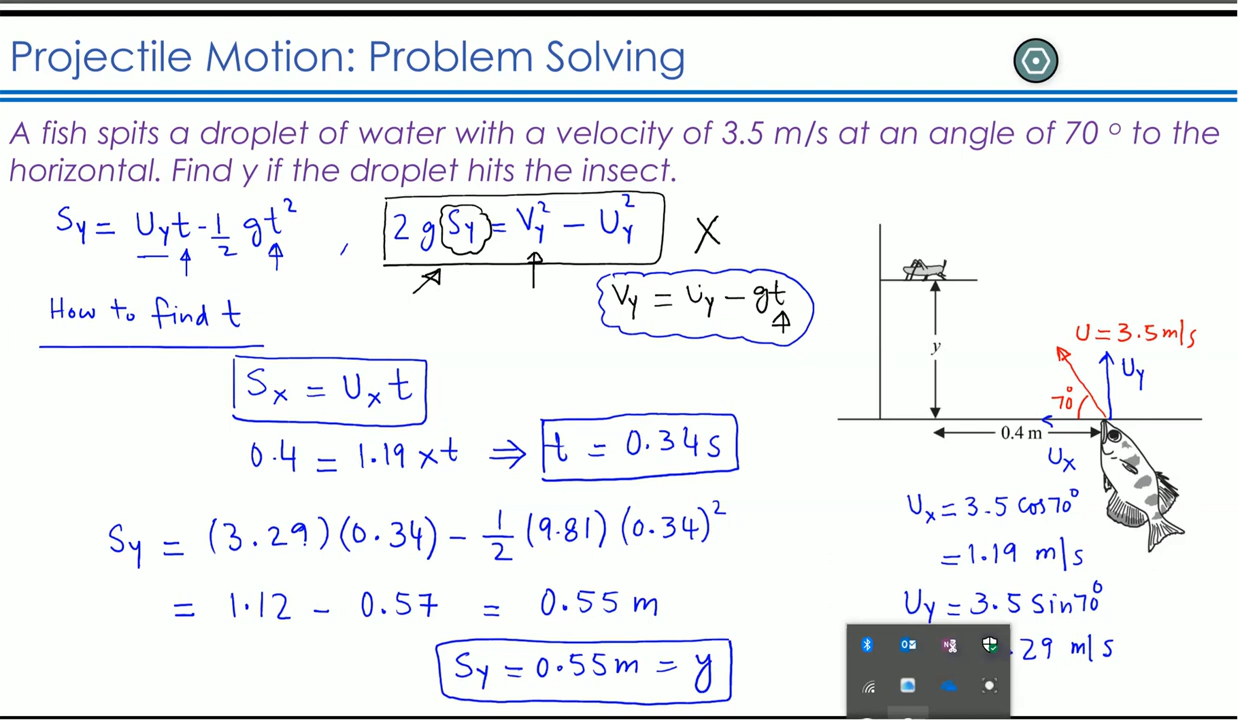 Projectile Motion: Problem Solving
A fish spits a droplet of water with a velocity of 3.5 m/s at an angle of 70 ° to the
horizontal. Find y if the droplet hits the insect.
Sy = Uyt - 1/2 gt² , 2g Sy = Vy² - Uy² X
Vy = Uy - gt
How to find t
Sx = Ux t
0.4 = 1.19 x t ⇒ t = 0.34 s
Sy = (3.29)(0.34) - 1/2 (9.81) (0.34)²
= 1.12 - 0.57 = 0.55 m
Sy = 0.55m = y
U = 3.5 m/s
Uy
70°
y
0.4 m
Ux
Ux = 3.5 cos70°
= 1.19 m/s
Uy = 3.5 Sin70°
.29 m/s